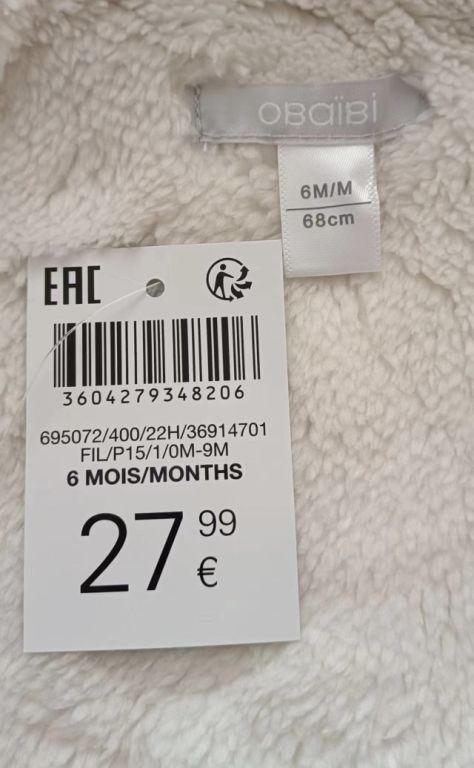 OBaïBi
6M/M
68cm
EAC
3604279348206
695072/400/22H/36914701
FIL/P15/1/0M-9M
6 MOIS/MONTHS
27 99 €